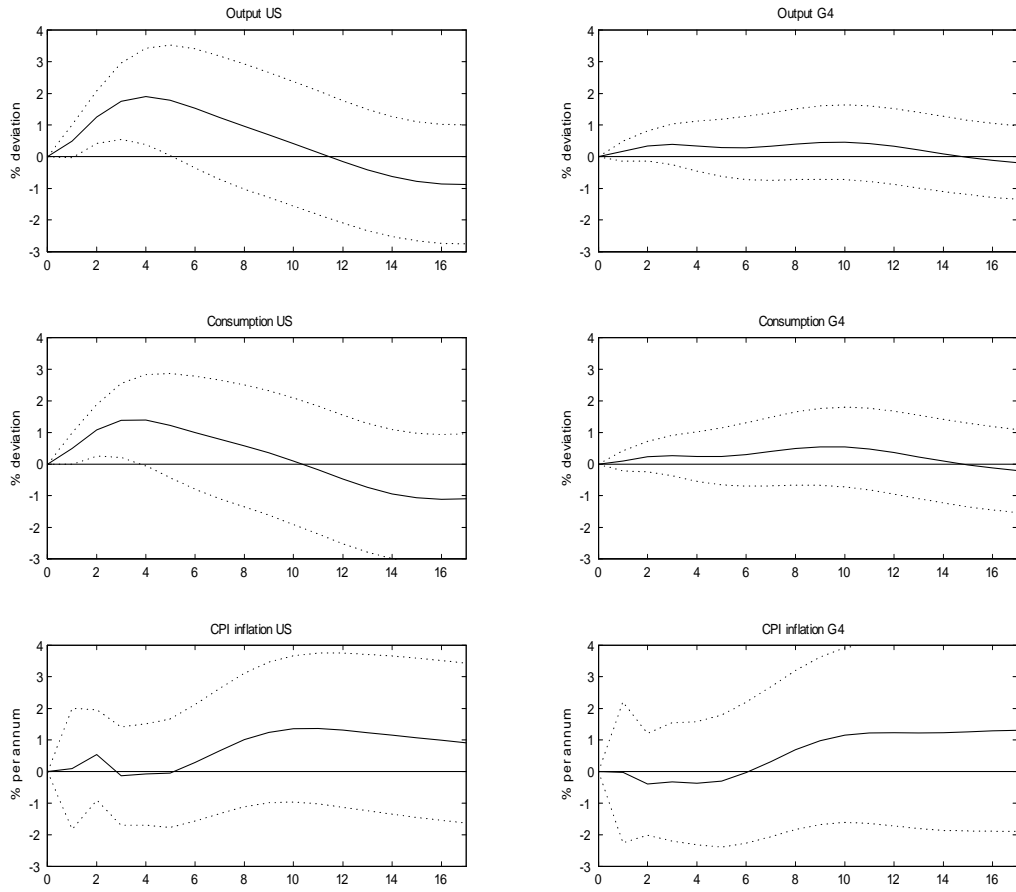 Output US
4
3
2
1
0
-1
-2
-3
% deviation
0 2 4 6 8 10 12 14 16
Output G4
4
3
2
1
0
-1
-2
-3
% deviation
0 2 4 6 8 10 12 14 16
Consumption US
4
3
2
1
0
-1
-2
-3
% deviation
0 2 4 6 8 10 12 14 16
Consumption G4
4
3
2
1
0
-1
-2
-3
% deviation
0 2 4 6 8 10 12 14 16
CPI inflation US
4
3
2
1
0
-1
-2
-3
% per annum
0 2 4 6 8 10 12 14 16
CPI inflation G4
4
3
2
1
0
-1
-2
-3
% per annum
0 2 4 6 8 10 12 14 16